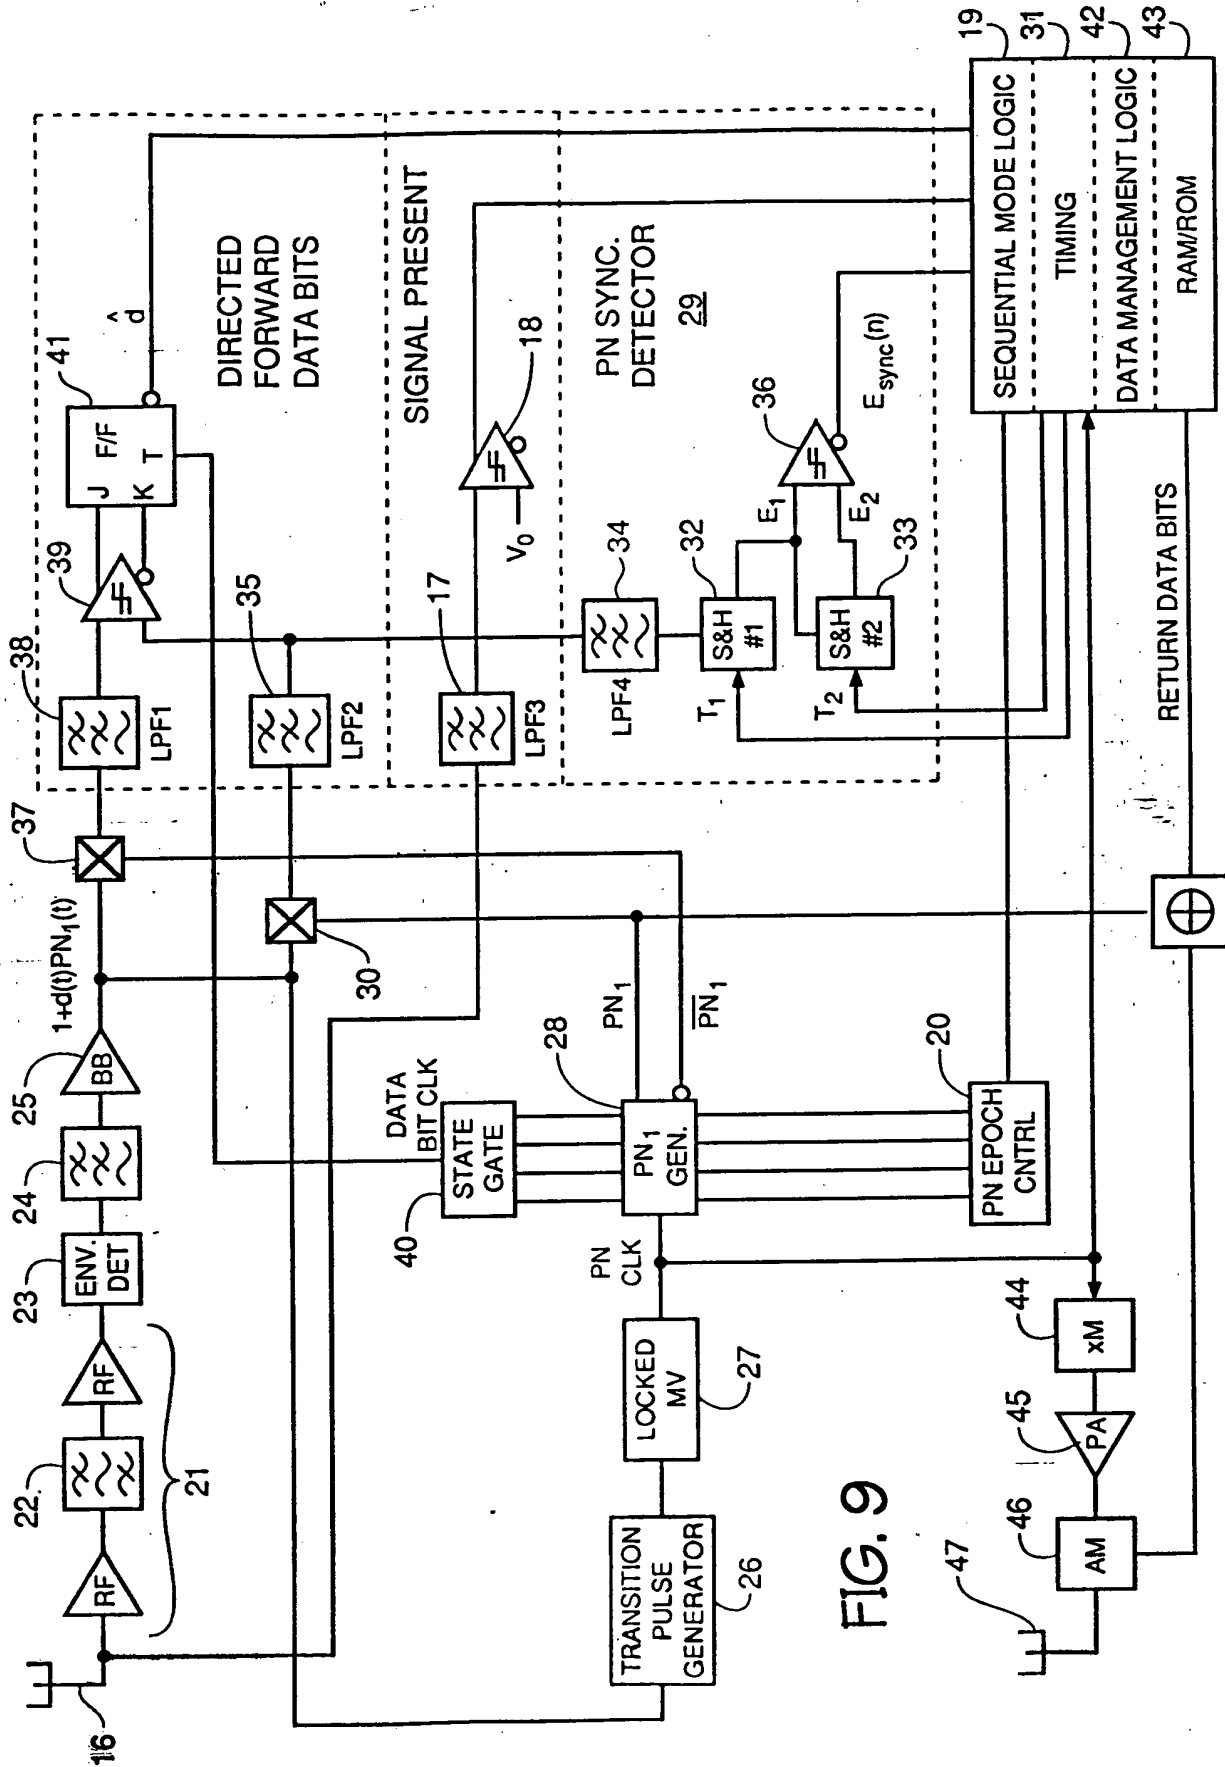 16
RF
22
RF
21
23
ENV.
DET
24
25
BB
1+d(t)PN₁(t)
37
38
LPF1
39
J
K
F/F
T
41
d̂
DIRECTED
FORWARD
DATA BITS
30
35
LPF2
17
LPF3
V₀
18
SIGNAL PRESENT
DATA
BIT CLK
40
STATE
GATE
28
PN₁
GEN.
PN₁
P̅N̅₁
PN
CLK
20
PN EPOCH
CNTRL
34
LPF4
32
S&H
#1
T₁
33
S&H
#2
T₂
E₁
E₂
36
E_sync(n)
PN SYNC.
DETECTOR
29
TRANSITION
PULSE
GENERATOR
26
LOCKED
MV
27
19
SEQUENTIAL MODE LOGIC
31
TIMING
42
DATA MANAGEMENT LOGIC
43
RAM/ROM
RETURN DATA BITS
44
xM
45
PA
46
AM
47
FIG. 9